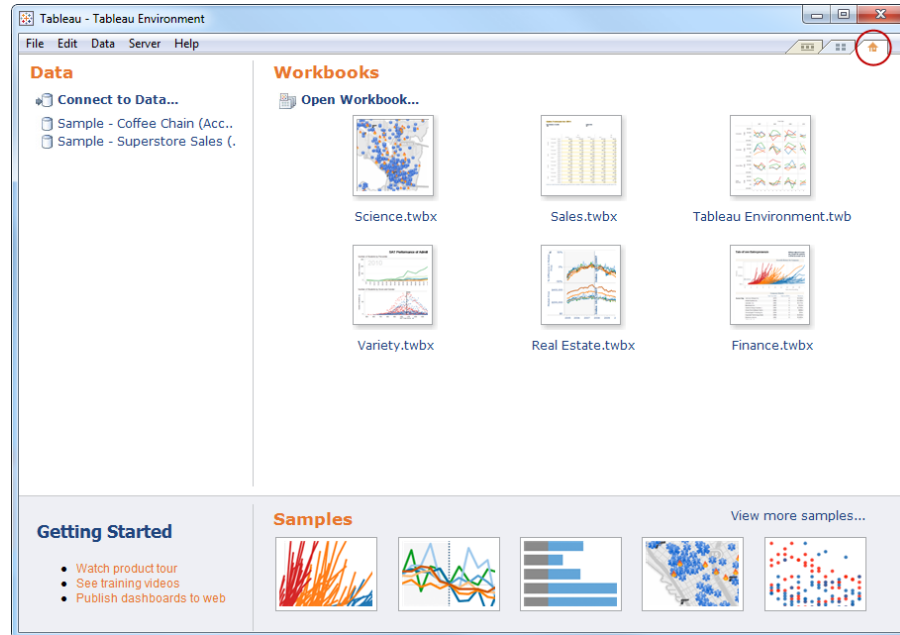 Tableau - Tableau Environment
File Edit Data Server Help
Data
Connect to Data...
Sample - Coffee Chain (Acc..
Sample - Superstore Sales (.
Workbooks
Open Workbook...
Science.twbx
Sales.twbx
Tableau Environment.twb
Variety.twbx
Real Estate.twbx
Finance.twbx
Getting Started
Watch product tour
See training videos
Publish dashboards to web
Samples
View more samples...